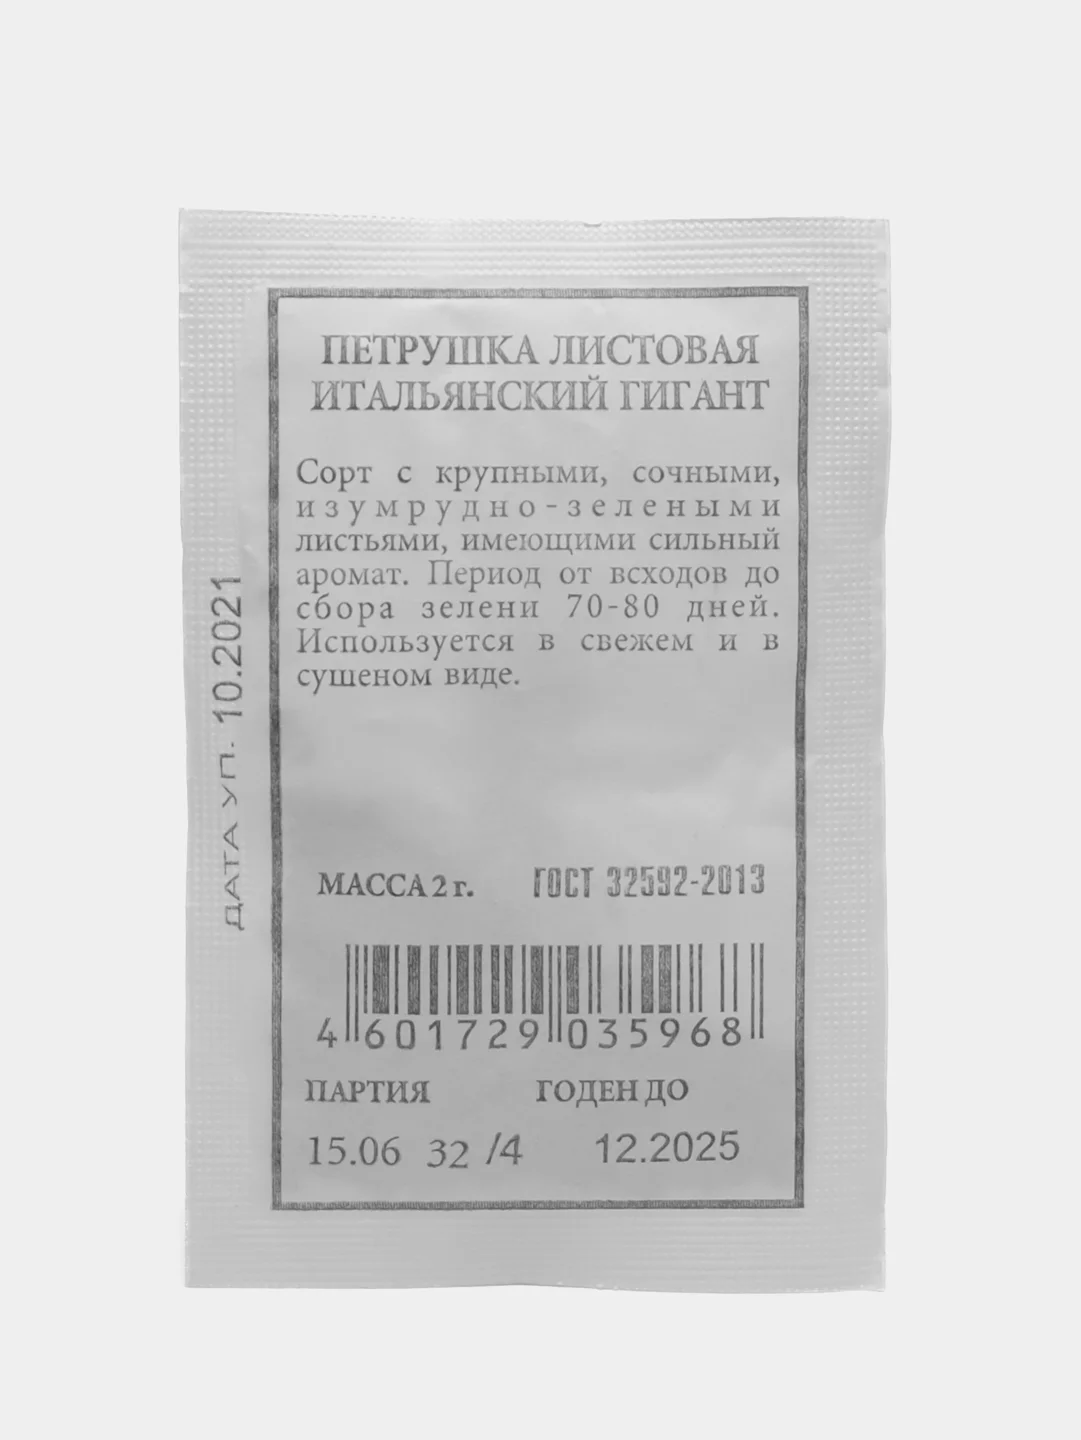 ПЕТРУШКА ЛИСТОВАЯ
ИТАЛЬЯНСКИЙ ГИГАНТ
Сорт с крупными, сочными,
изумрудно-зелеными
листьями, имеющими сильный
аромат. Период от всходов до
сбора зелени 70-80 дней.
Используется в свежем и в
сушеном виде.
ДАТА УП. 10.2021
МАССА 2 г. ГОСТ 32592-2013
4 601729 035968
ПАРТИЯ ГОДЕН ДО
15.06 32 /4 12.2025